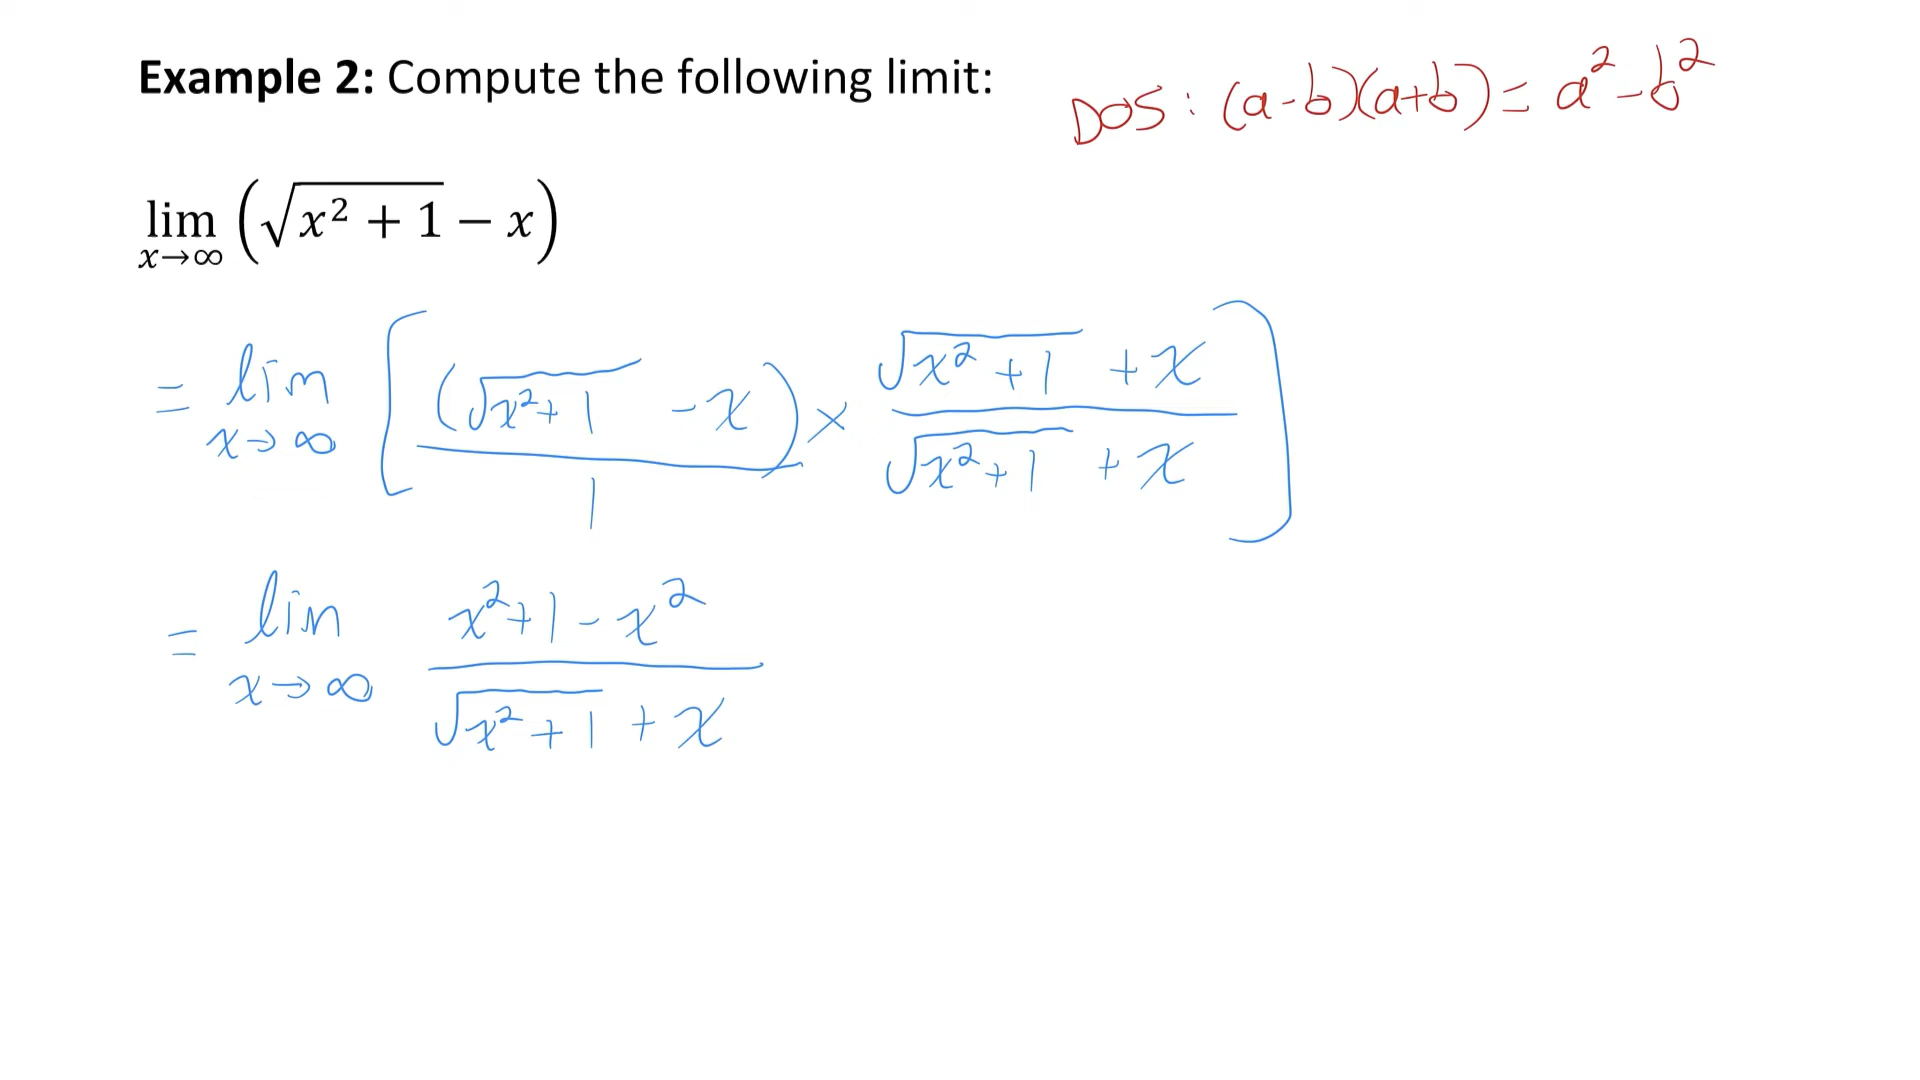 Example 2: Compute the following limit:
DOS : (a-b)(a+b) = a² - b²
lim x→∞ (√(x² + 1) − x)
= lim x→∞ [ (√(x²+1) - x)/1 × (√(x²+1) + x)/(√(x²+1) + x) ]
= lim x→∞ (x²+1-x²)/(√(x²+1) + x)